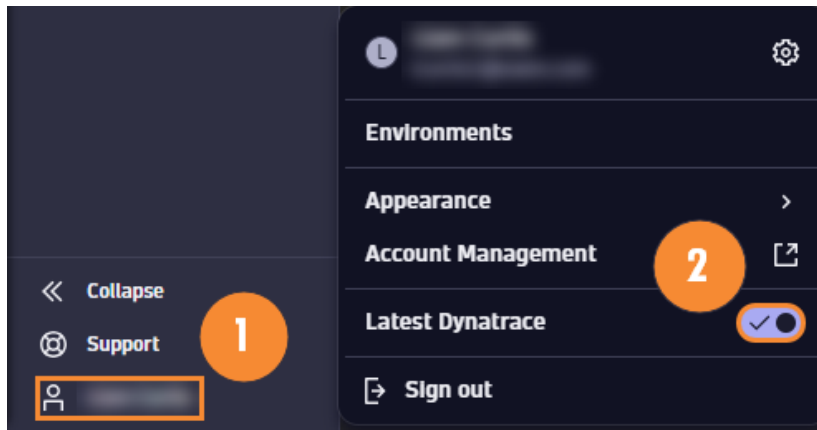 L
Environments
Appearance
Account Management
2
Latest Dynatrace
Sign out
Collapse
Support
1